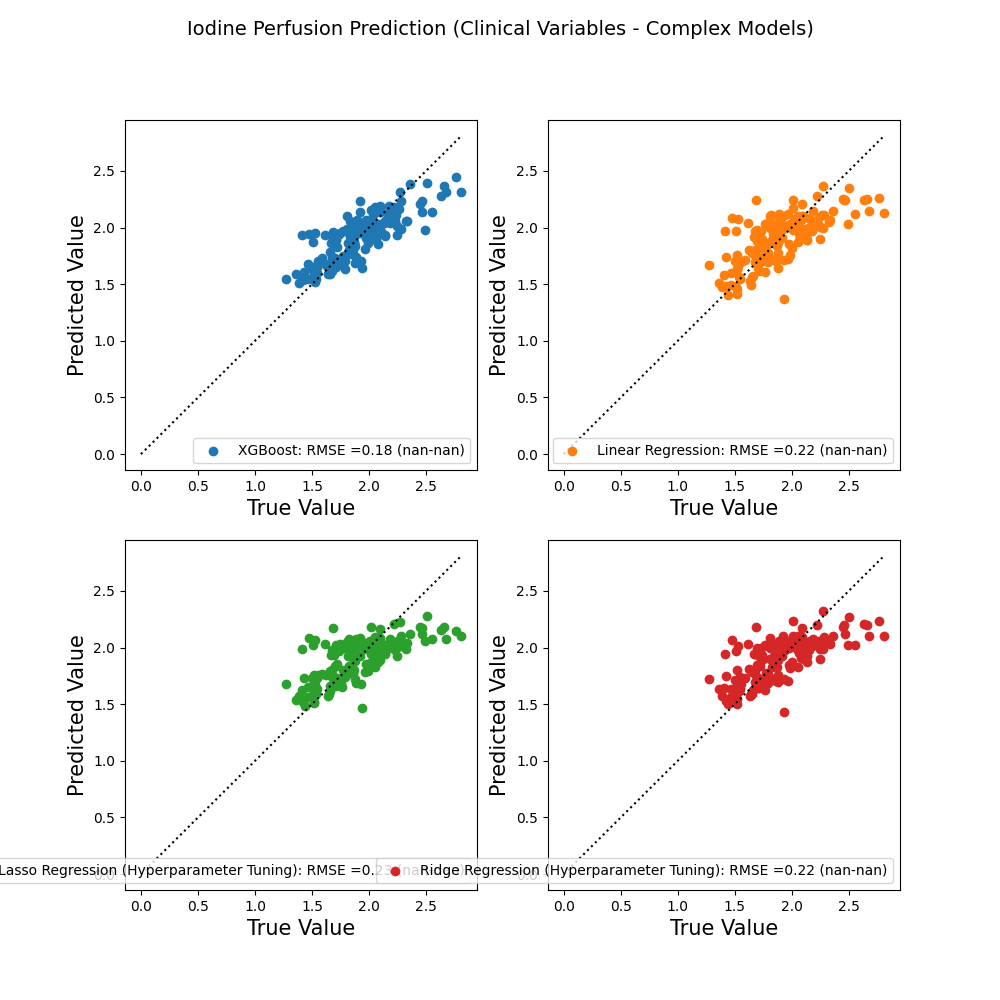 Iodine Perfusion Prediction (Clinical Variables - Complex Models)
Predicted Value
2.5
2.0
1.5
1.0
0.5
0.0
XGBoost: RMSE =0.18 (nan-nan)
0.0 0.5 1.0 1.5 2.0 2.5
True Value
Predicted Value
2.5
2.0
1.5
1.0
0.5
0.0
Linear Regression: RMSE =0.22 (nan-nan)
0.0 0.5 1.0 1.5 2.0 2.5
True Value
Predicted Value
2.5
2.0
1.5
1.0
0.5
0.0
Lasso Regression (Hyperparameter Tuning): RMSE =0.23 (nan-nan)
0.0 0.5 1.0 1.5 2.0 2.5
True Value
Predicted Value
2.5
2.0
1.5
1.0
0.5
0.0
Ridge Regression (Hyperparameter Tuning): RMSE =0.22 (nan-nan)
0.0 0.5 1.0 1.5 2.0 2.5
True Value